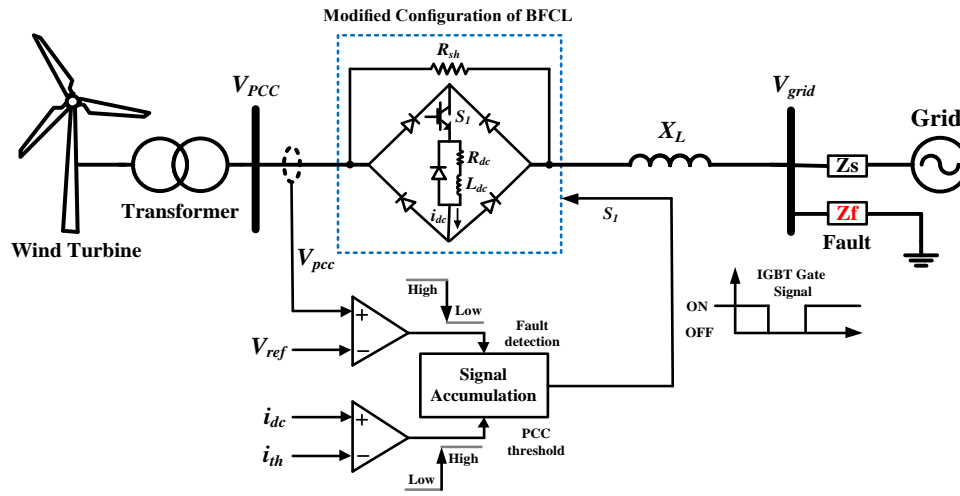 Modified Configuration of BFCL
R_sh
V_PCC
V_grid
S_1
Grid
X_L
R_dc
L_dc
Zs
Transformer
i_dc
S_1
Zf
Wind Turbine
Fault
V_pcc
High
Low
IGBT Gate
Signal
ON
OFF
+
Fault
detection
V_ref
−
Signal
Accumulation
i_dc
+
PCC
threshold
i_th
−
High
Low